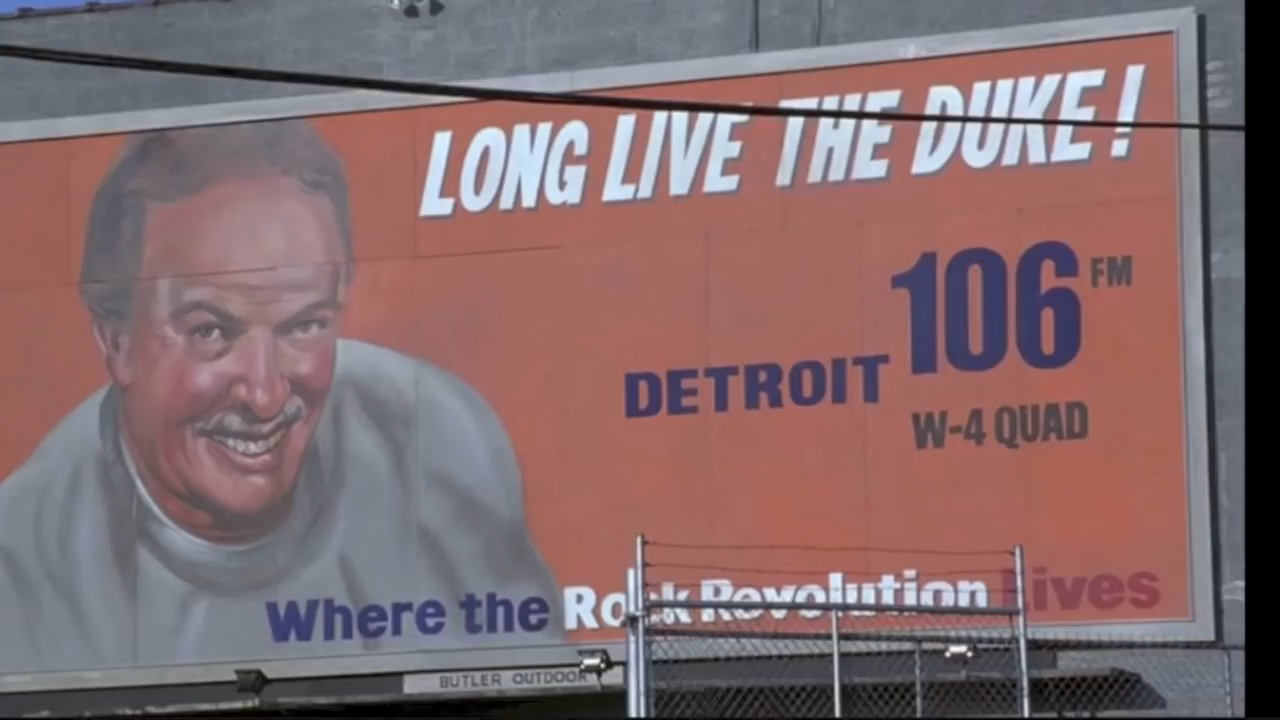 LONG LIVE THE DUKE!
DETROIT 106 FM
W-4 QUAD
Where the Rock Revolution Lives
BUTLER OUTDOOR